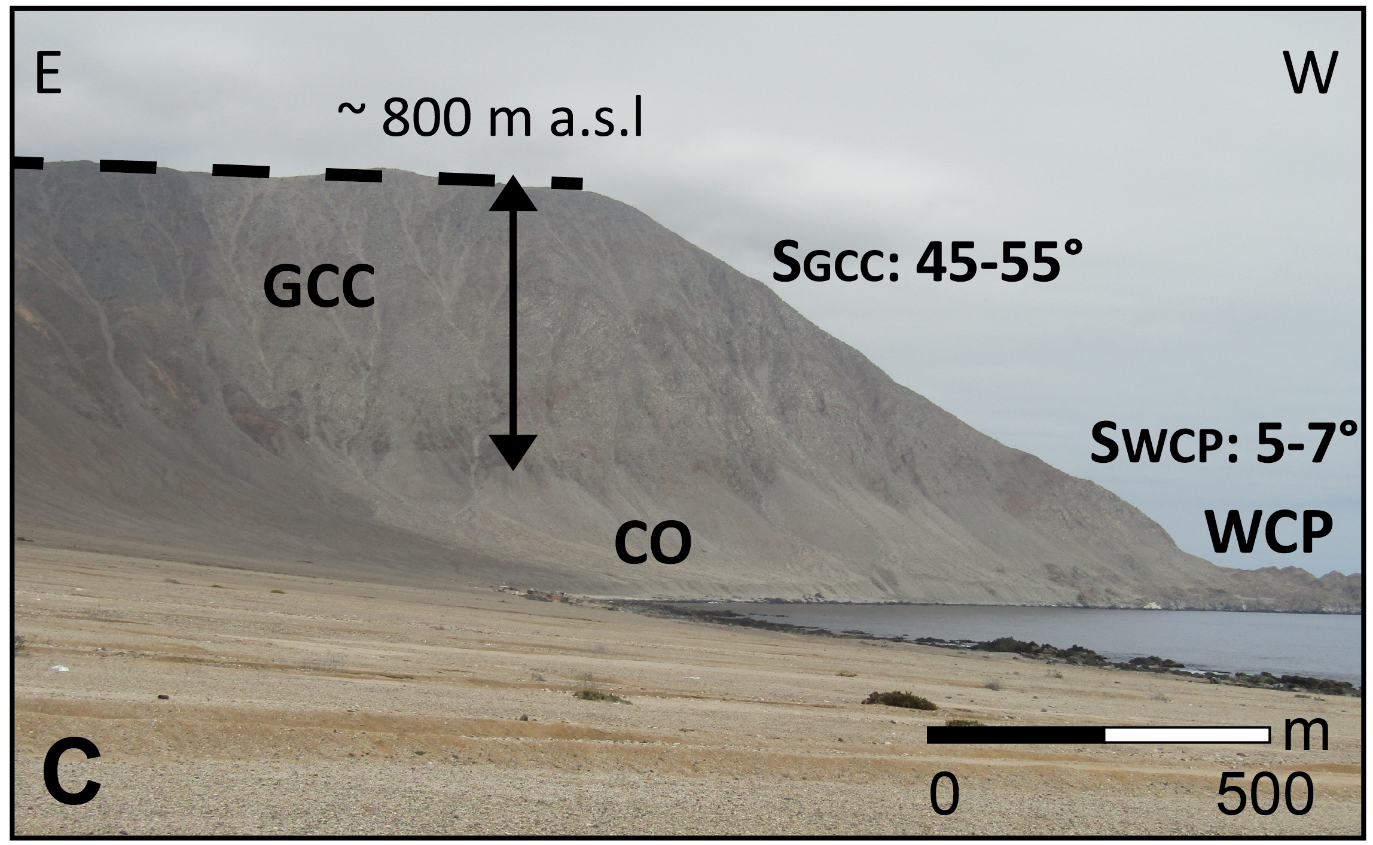 E
W
~ 800 m a.s.l
GCC
SGCC: 45-55°
SWCP: 5-7°
WCP
CO
C
m
0
500